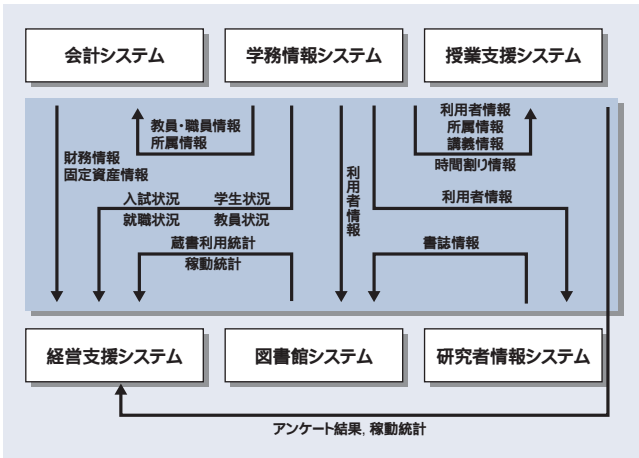 会計システム
学務情報システム
授業支援システム
教員・職員情報
所属情報
利用者情報
所属情報
講義情報
時間割り情報
財務情報
固定資産情報
入試状況 学生状況
就職状況 教員状況
利用者情報
利用者情報
蔵書利用統計
稼動統計
書誌情報
経営支援システム
図書館システム
研究者情報システム
アンケート結果, 稼動統計